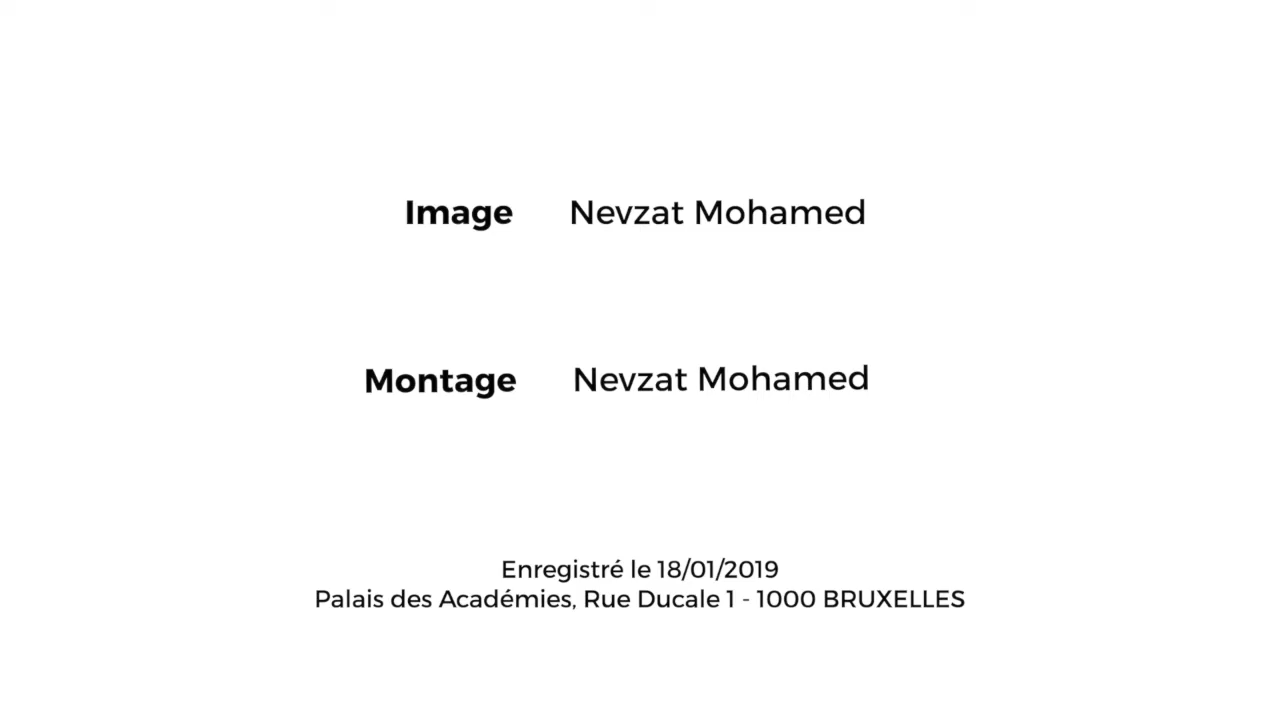 Image Nevzat Mohamed
Montage Nevzat Mohamed
Enregistré le 18/01/2019
Palais des Académies, Rue Ducale 1 - 1000 BRUXELLES